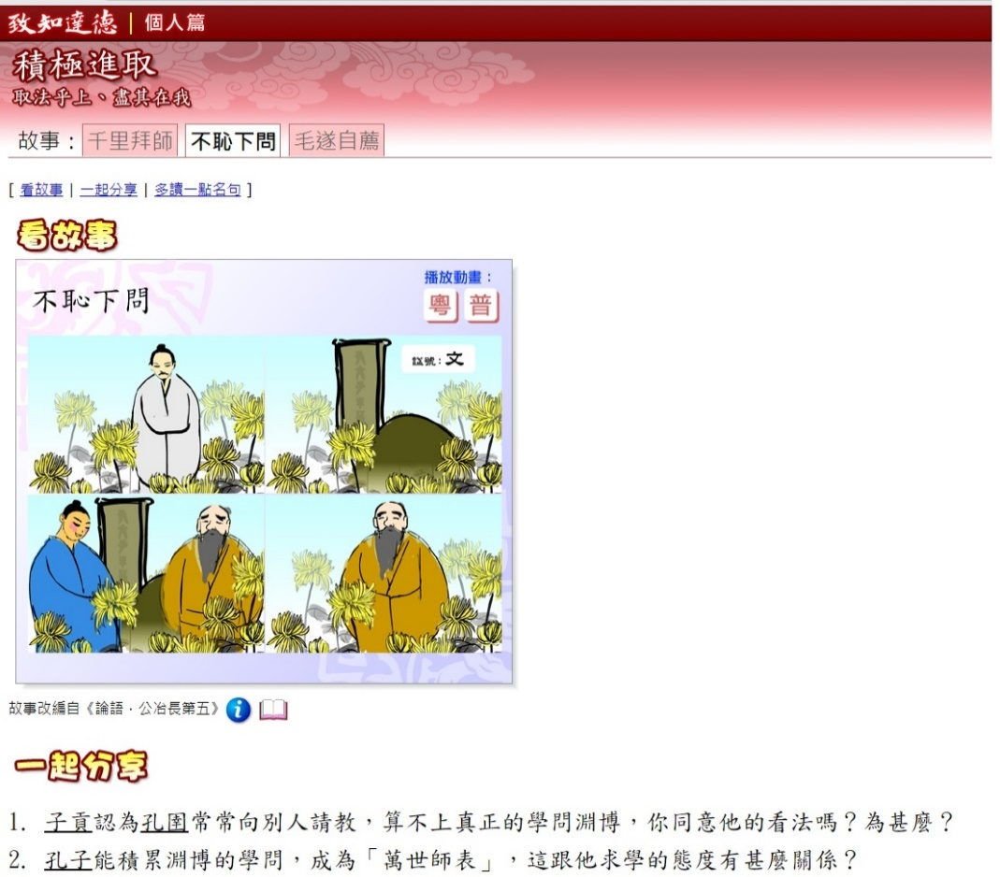 致知達德 | 個人篇
積極進取
取法乎上、盡其在我
故事： 千里拜師 不恥下問 毛遂自薦
[ 看故事 | 一起分享 | 多讀一點名句 ]
看故事
播放動畫：
不恥下問
粵 普
諡號：文
故事改編自《論語．公冶長第五》
一起分享
1. 子貢認為孔圉常常向別人請教，算不上真正的學問淵博，你同意他的看法嗎？為甚麼？
2. 孔子能積累淵博的學問，成為「萬世師表」，這跟他求學的態度有甚麼關係？